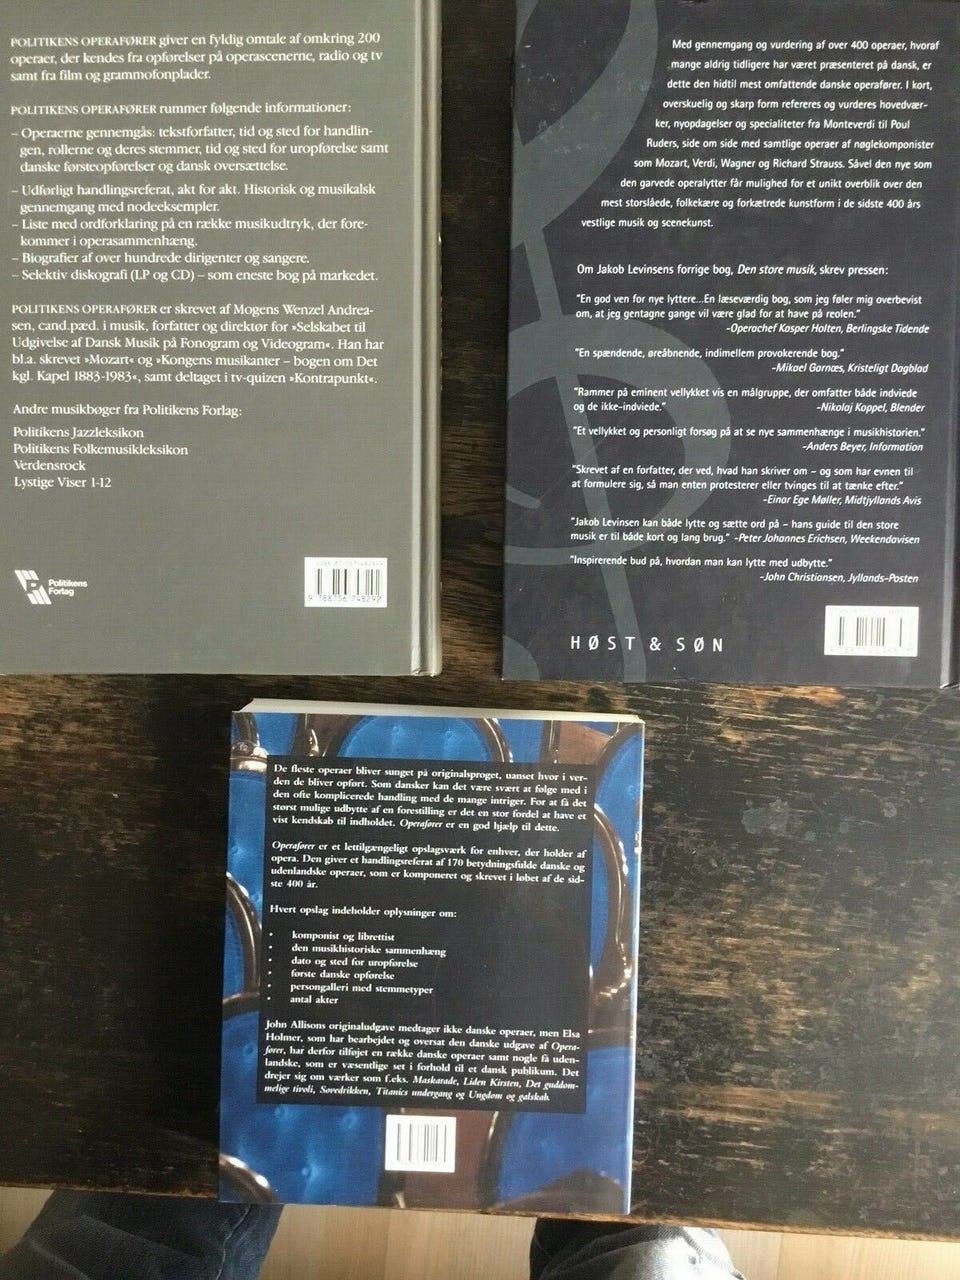 POLITIKENS OPERAFØRER giver en fyldig omtale af omkring 200
operaer, der kendes fra opførelser på operascenerne, radio og tv
samt fra film og grammofonplader.
POLITIKENS OPERAFØRER rummer følgende informationer:
– Operaerne gennemgås: tekstforfatter, tid og sted for handlin-
gen, rollerne og deres stemmer, tid og sted for uropførelse samt
danske førsteopførelser og dansk oversættelse.
– Udførligt handlingsreferat, akt for akt. Historisk og musikalsk
gennemgang med nodeeksempler.
– Liste med ordforklaring på en række musikudtryk, der fore-
kommer i operasammenhæng.
– Biografier af over hundrede dirigenter og sangere.
– Selektiv diskografi (LP og CD) – som eneste bog på markedet.
POLITIKENS OPERAFØRER er skrevet af Mogens Wenzel Andrea-
sen, cand.pæd. i musik, forfatter og direktør for »Selskabet til
Udgivelse af Dansk Musik på Fonogram og Videogram«. Han har
bl.a. skrevet »Mozart« og »Kongens musikanter – bogen om Det
kgl. Kapel 1883-1983«, samt deltaget i tv-quizen »Kontrapunkt«.
Andre musikbøger fra Politikens Forlag:
Politikens Jazzleksikon
Politikens Folkemusikleksikon
Verdensrock
Lystige Viser 1-12
Politikens
Forlag
9 788756 748292
Med gennemgang og vurdering af over 400 operaer, hvoraf
mange aldrig tidligere har været præsenteret på dansk, er
dette den hidtil mest omfattende danske operafører. I kort,
overskuelig og skarp form refereres og vurderes hovedvær-
ker, nyopdagelser og specialiteter fra Monteverdi til Poul
Ruders, side om side med samtlige operaer af nøglekomponister
som Mozart, Verdi, Wagner og Richard Strauss. Såvel den nye som
den garvede operalytter får mulighed for et unikt overblik over den
mest storslåede, folkekære og forkætrede kunstform i de sidste 400 års
vestlige musik og scenekunst.
Om Jakob Levinsens forrige bog, Den store musik, skrev pressen:
"En god ven for nye lyttere...En læseværdig bog, som jeg føler mig overbevist
om, at jeg gentagne gange vil være glad for at have på reolen."
-Operachef Kasper Holten, Berlingske Tidende
"En spændende, øreåbnende, indimellem provokerende bog."
-Mikael Garnæs, Kristeligt Dagblad
"Rammer på eminent vellykket vis en målgruppe, der omfatter både indviede
og de ikke-indviede."
-Nikolaj Koppel, Blender
"Et vellykket og personligt forsøg på at se nye sammenhænge i musikhistorien."
-Anders Beyer, Information
"Skrevet af en forfatter, der ved, hvad han skriver om – og som har evnen til
at formulere sig, så man enten protesterer eller tvinges til at tænke efter."
-Einar Ege Møller, Midtjyllands Avis
"Jakob Levinsen kan både lytte og sætte ord på – hans guide til den store
musik er til både kort og lang brug." -Peter Johannes Erichsen, Weekendavisen
"Inspirerende bud på, hvordan man kan lytte med udbytte."
-John Christiansen, Jyllands-Posten
HØST & SØN
De fleste operaer bliver sunget på originalsproget, uanset hvor i ver-
den de bliver opført. Som dansker kan det være svært at følge med i
den ofte komplicerede handling med de mange intriger. For at få det
størst mulige udbytte af en forestilling er det en stor fordel at have et
vist kendskab til indholdet. Operafører er en god hjælp til dette.
Operafører er et lettilgængeligt opslagsværk for enhver, der holder af
opera. Den giver et handlingsreferat af 170 betydningsfulde danske og
udenlandske operaer, som er komponeret og skrevet i løbet af de sid-
ste 400 år.
Hvert opslag indeholder oplysninger om:
• komponist og librettist
• den musikhistoriske sammenhæng
• dato og sted for uropførelse
• første danske opførelse
• persongalleri med stemmetyper
• antal akter
John Allisons originaludgave medtager ikke danske operaer, men Elsa
Holmer, som har bearbejdet og oversat den danske udgave af Opera-
fører, har derfor tilføjet en række danske operaer samt nogle få uden-
landske, som er væsentlige set i forhold til et dansk publikum. Det
drejer sig om værker som f.eks. Maskarade, Liden Kirsten, Det guddom-
melige tivoli, Sovedrikken, Titanics undergang og Ungdom og galskab.